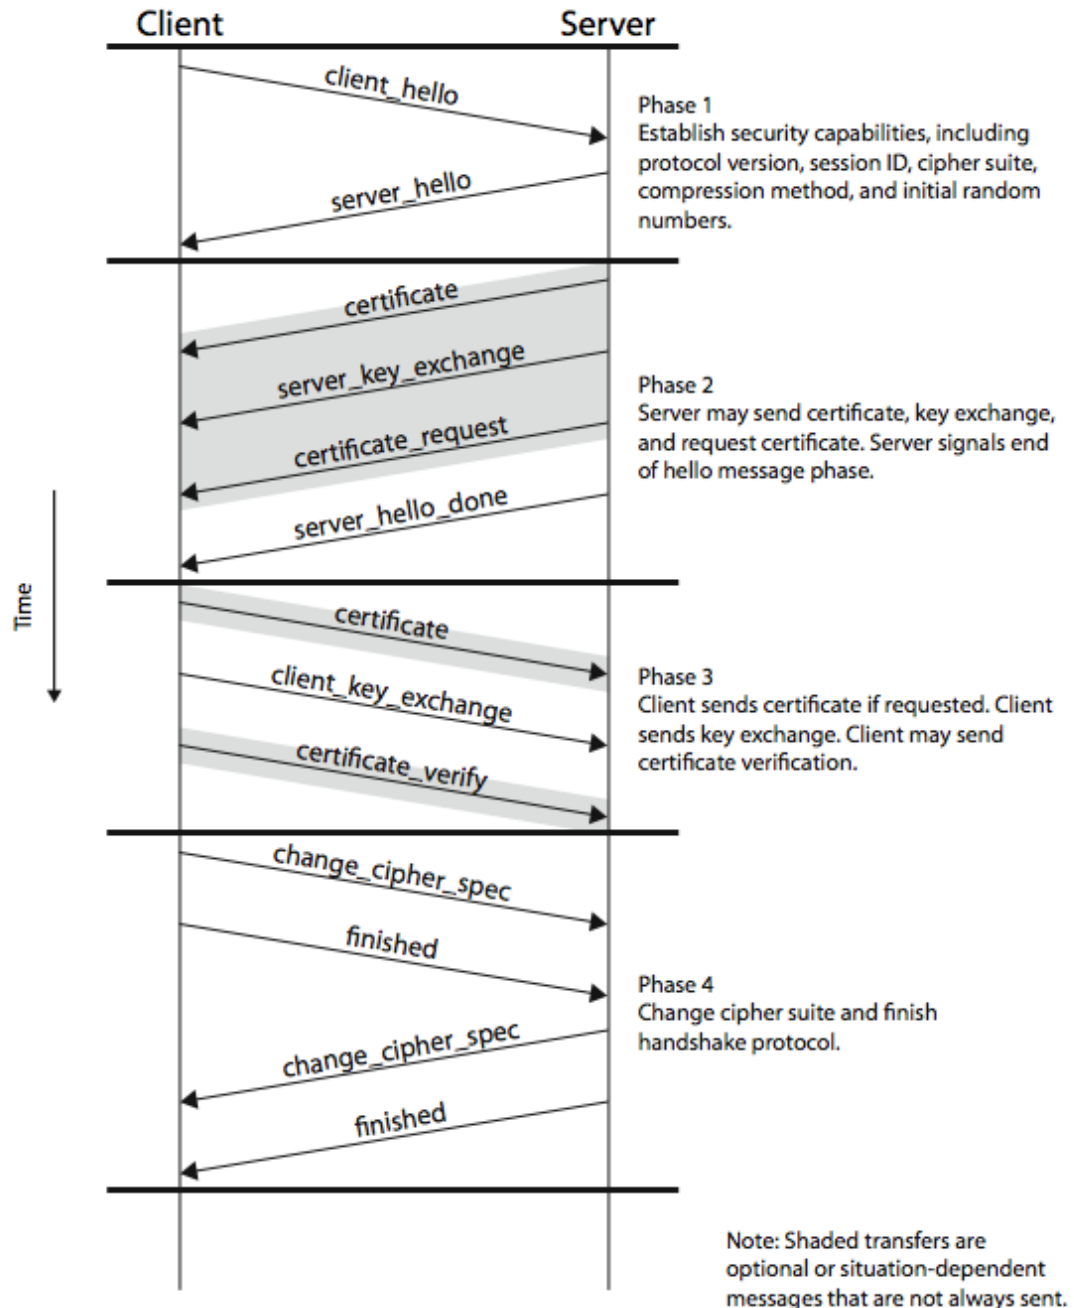 Client
Server
client_hello
Phase 1
Establish security capabilities, including
protocol version, session ID, cipher suite,
compression method, and initial random
numbers.
server_hello
certificate
server_key_exchange
Phase 2
Server may send certificate, key exchange,
and request certificate. Server signals end
of hello message phase.
certificate_request
server_hello_done
Time
certificate
client_key_exchange
Phase 3
Client sends certificate if requested. Client
sends key exchange. Client may send
certificate verification.
certificate_verify
change_cipher_spec
finished
Phase 4
Change cipher suite and finish
handshake protocol.
change_cipher_spec
finished
Note: Shaded transfers are
optional or situation-dependent
messages that are not always sent.